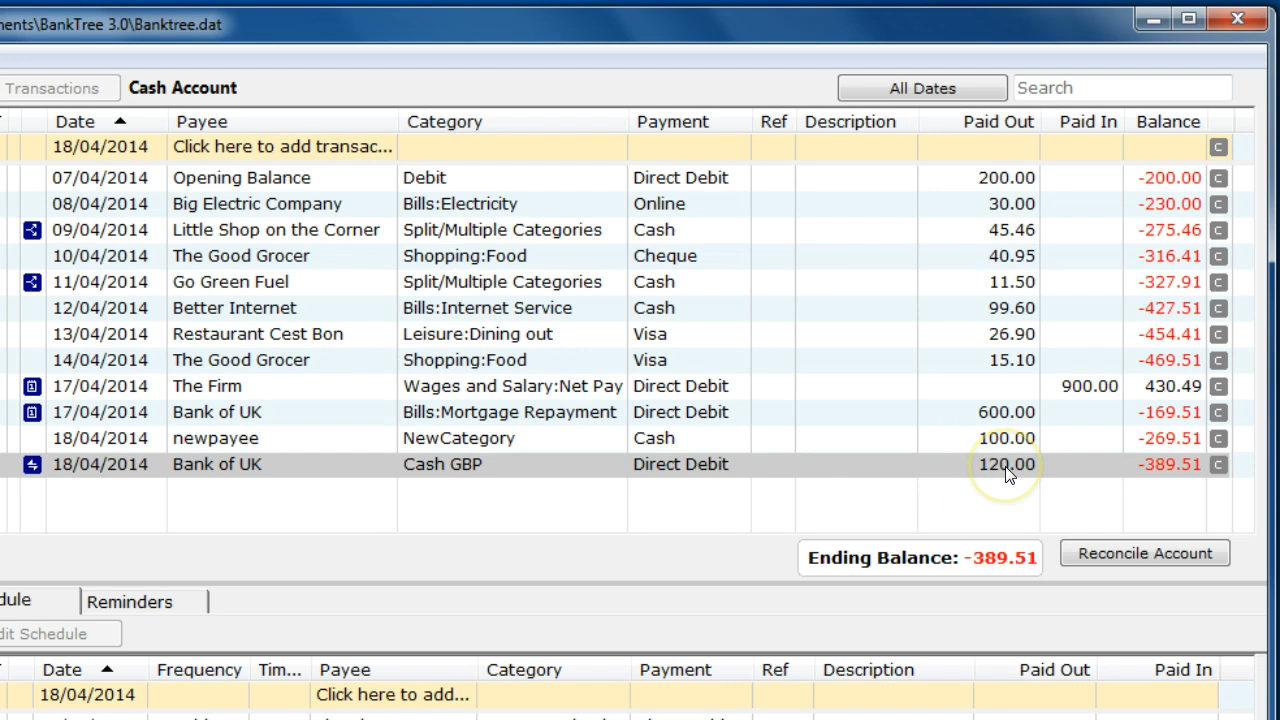 ments\BankTree 3.0\Banktree.dat
Transactions Cash Account All Dates Search
Date Payee Category Payment Ref Description Paid Out Paid In Balance
18/04/2014 Click here to add transac... C
07/04/2014 Opening Balance Debit Direct Debit 200.00 -200.00 C
08/04/2014 Big Electric Company Bills:Electricity Online 30.00 -230.00 C
09/04/2014 Little Shop on the Corner Split/Multiple Categories Cash 45.46 -275.46 C
10/04/2014 The Good Grocer Shopping:Food Cheque 40.95 -316.41 C
11/04/2014 Go Green Fuel Split/Multiple Categories Cash 11.50 -327.91 C
12/04/2014 Better Internet Bills:Internet Service Cash 99.60 -427.51 C
13/04/2014 Restaurant Cest Bon Leisure:Dining out Visa 26.90 -454.41 C
14/04/2014 The Good Grocer Shopping:Food Visa 15.10 -469.51 C
17/04/2014 The Firm Wages and Salary:Net Pay Direct Debit 900.00 430.49 C
17/04/2014 Bank of UK Bills:Mortgage Repayment Direct Debit 600.00 -169.51 C
18/04/2014 newpayee NewCategory Cash 100.00 -269.51 C
18/04/2014 Bank of UK Cash GBP Direct Debit 120.00 -389.51 C
Ending Balance: -389.51 Reconcile Account
dule Reminders
dit Schedule
Date Frequency Tim... Payee Category Payment Ref Description Paid Out Paid In
18/04/2014 Click here to add...